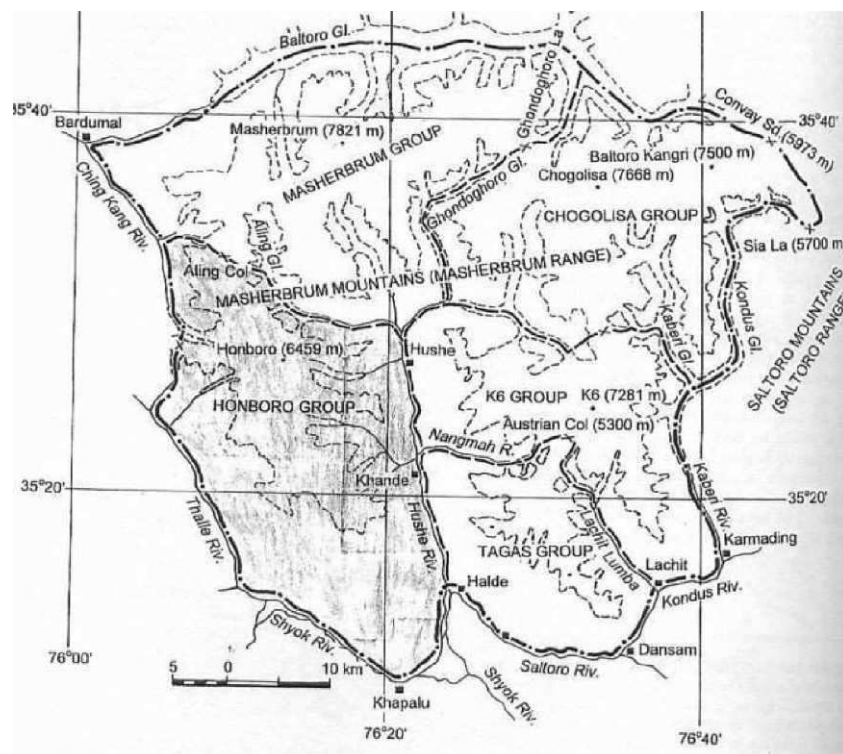 Baltoro Gl.
35°40'
Bardumal
Masherbrum (7821 m)
MASHERBRUM GROUP
Ghondoghoro La
Ghondoghoro Gl.
Convay Sd (5973 m)
35°40'
Baltoro Kangri (7500 m)
Chogolisa (7668 m)
CHOGOLISA GROUP
Sia La (5700 m)
Ching Kang Riv.
Aling Col
Aling Gl.
MASHERBRUM MOUNTAINS (MASHERBRUM RANGE)
Kaberi Gl.
Kondus Gl.
SALTORO MOUNTAINS
(SALTORO RANGE)
Honboro (6459 m)
HONBORO GROUP
Hushe
K6 GROUP
K6 (7281 m)
Austrian Col (5300 m)
Nangmah R.
35°20'
Khande
Hushe Riv.
Thalle Riv.
35°20'
Kaberi Riv.
Karmading
TAGAS GROUP
Lachit Lumba
Lachit
Kondus Riv.
Halde
Shyok Riv.
Saltoro Riv.
Dansam
Shyok Riv.
76°00'
5 0 10 km
Khapalu
76°20'
76°40'